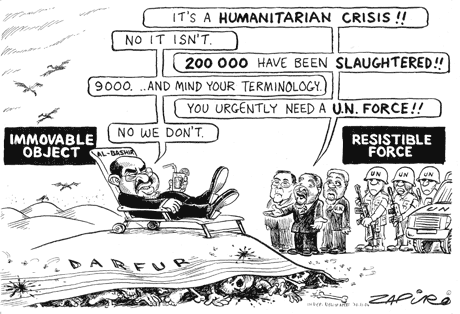 IT'S A HUMANITARIAN CRISIS!!
NO IT ISN'T.
200 000 HAVE BEEN SLAUGHTERED!!
9000...AND MIND YOUR TERMINOLOGY.
YOU URGENTLY NEED A U.N. FORCE!!
NO WE DON'T.
IMMOVABLE
OBJECT
RESISTIBLE
FORCE
AL-BASHIR
UN
UN
UN
UN
DARFUR
ZAPIRO